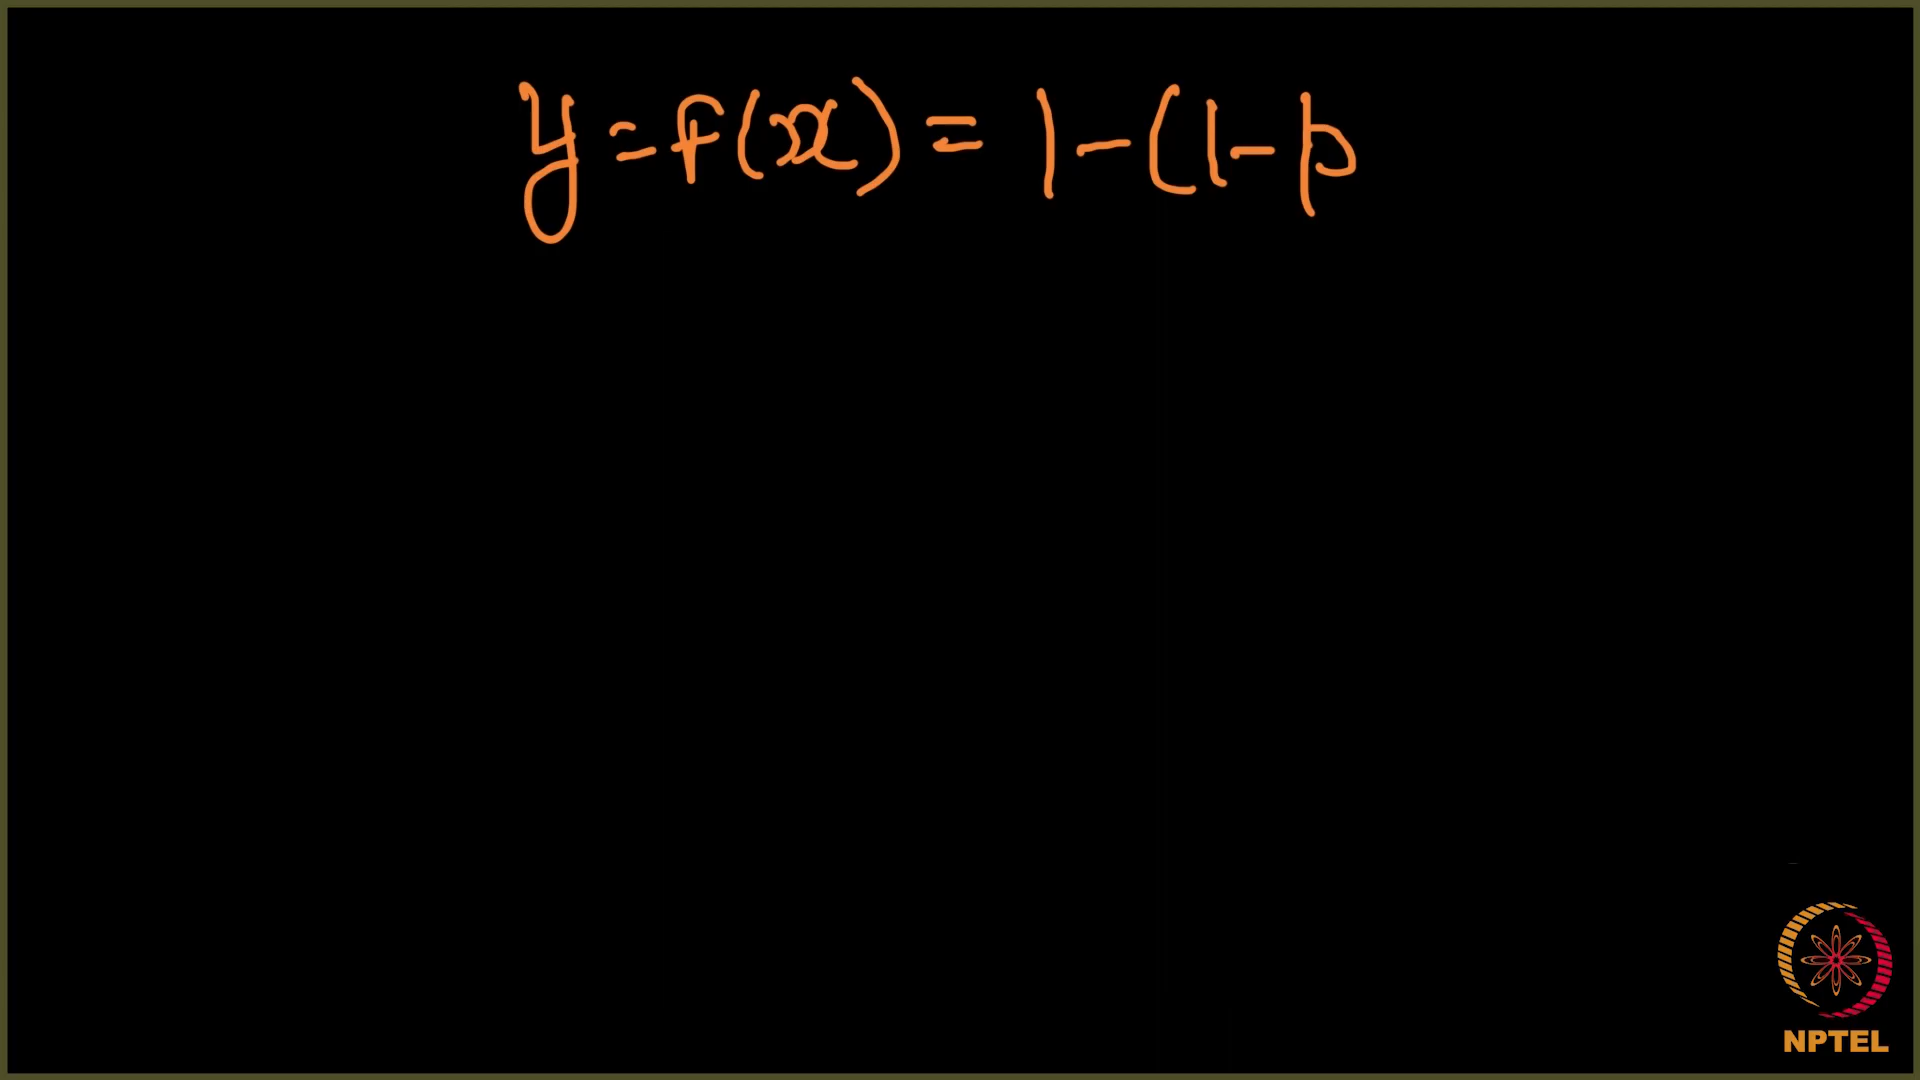 y = f(x) = 1 - (1 - p
NPTEL